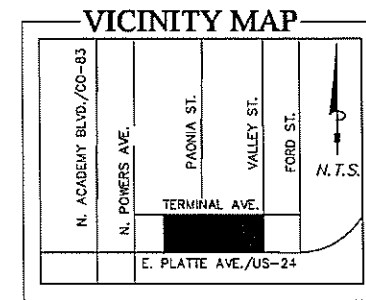 VICINITY MAP
N. ACADEMY BLVD./CO-83
N. POWERS AVE.
PAONIA ST.
VALLEY ST.
FORD ST.
N.T.S.
TERMINAL AVE.
E. PLATTE AVE./US-24